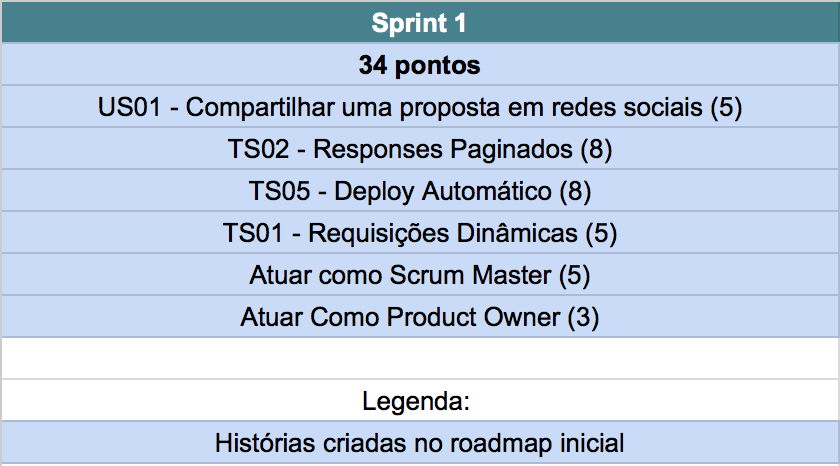 Sprint 1
34 pontos
US01 - Compartilhar uma proposta em redes sociais (5)
TS02 - Responses Paginados (8)
TS05 - Deploy Automático (8)
TS01 - Requisições Dinâmicas (5)
Atuar como Scrum Master (5)
Atuar Como Product Owner (3)
Legenda:
Histórias criadas no roadmap inicial